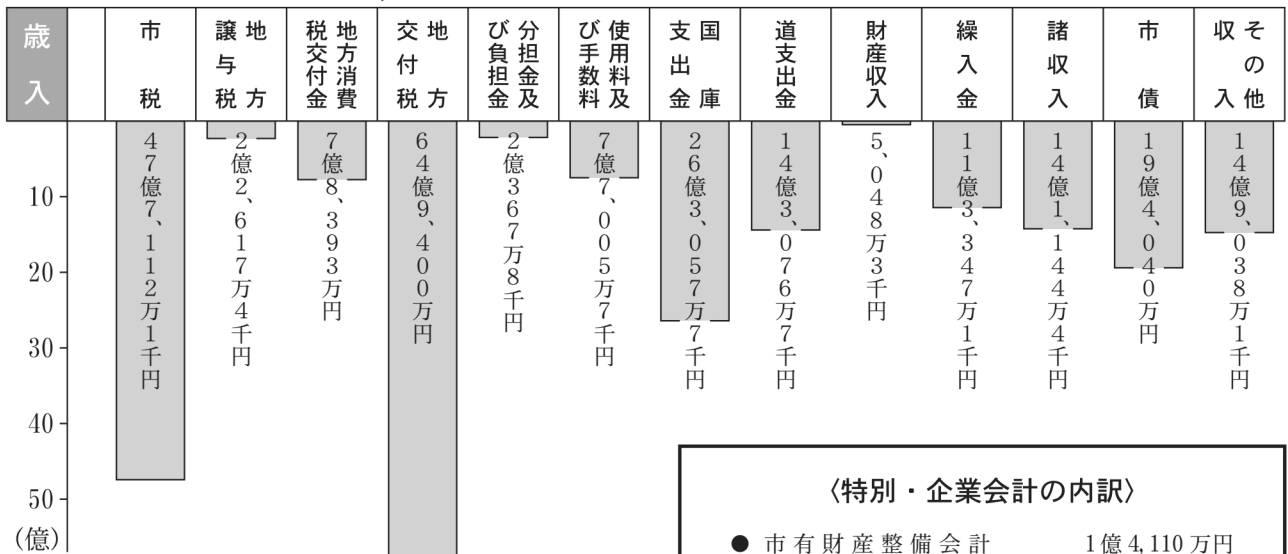 歳入
市税
地方譲与税
地方消費税交付金
地方交付税
分担金及び負担金
使用料及び手数料
国庫支出金
道支出金
財産収入
繰入金
諸収入
市債
その他収入
47億7、112万1千円
2億2、617万4千円
7億8、393万円
64億9、400万円
2億367万8千円
7億7、005万7千円
26億3、057万7千円
14億3、076万7千円
5、048万3千円
11億3、347万1千円
14億1、144万4千円
19億4、040万円
14億9、038万1千円
10
20
30
40
50
(億)
〈特別・企業会計の内訳〉
● 市有財産整備会計 1億4,110万円